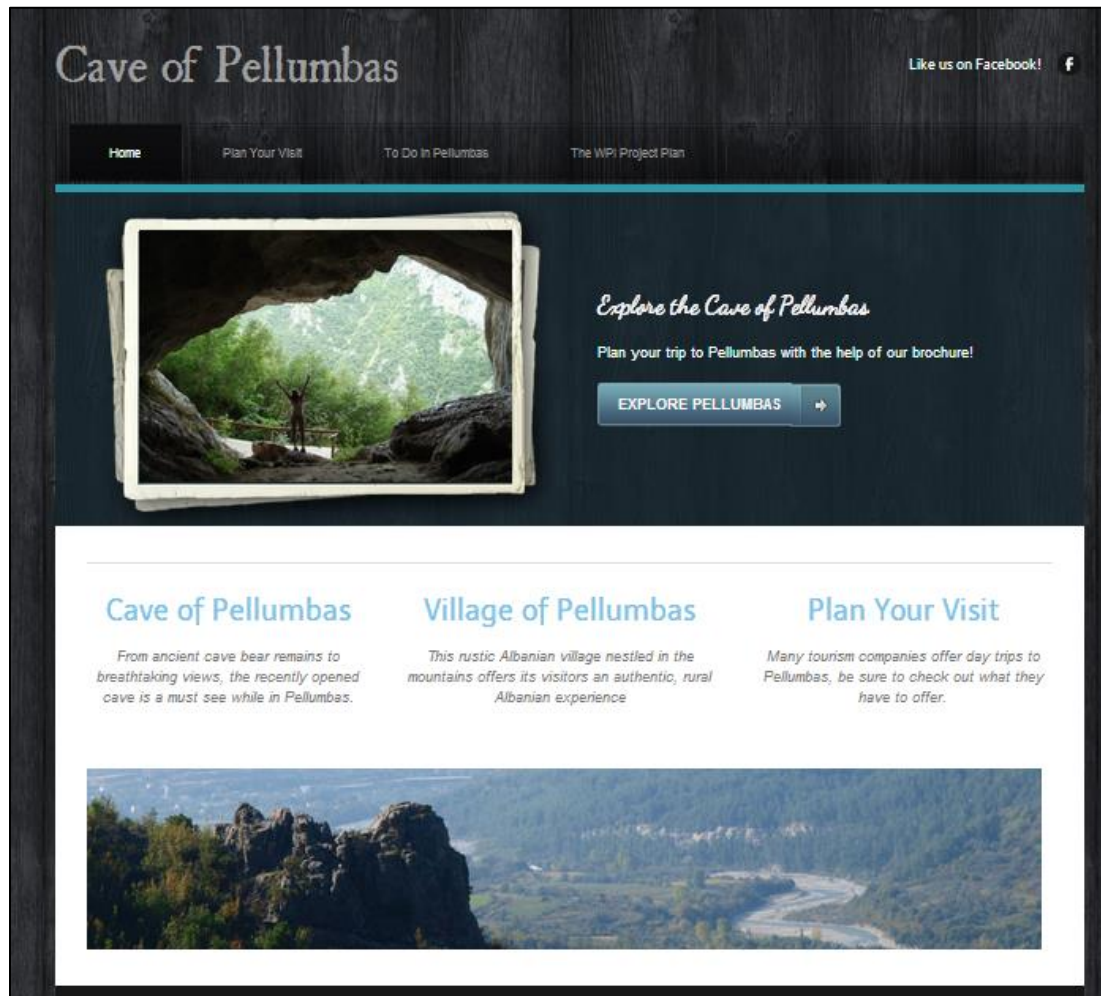 Cave of Pellumbas
Like us on Facebook!
Home
Plan Your Visit
To Do In Pellumbas
The WPI Project Plan
Explore the Cave of Pellumbas
Plan your trip to Pellumbas with the help of our brochure!
EXPLORE PELLUMBAS
Cave of Pellumbas
From ancient cave bear remains to
breathtaking views, the recently opened
cave is a must see while in Pellumbas.
Village of Pellumbas
This rustic Albanian village nestled in the
mountains offers its visitors an authentic, rural
Albanian experience
Plan Your Visit
Many tourism companies offer day trips to
Pellumbas, be sure to check out what they
have to offer.